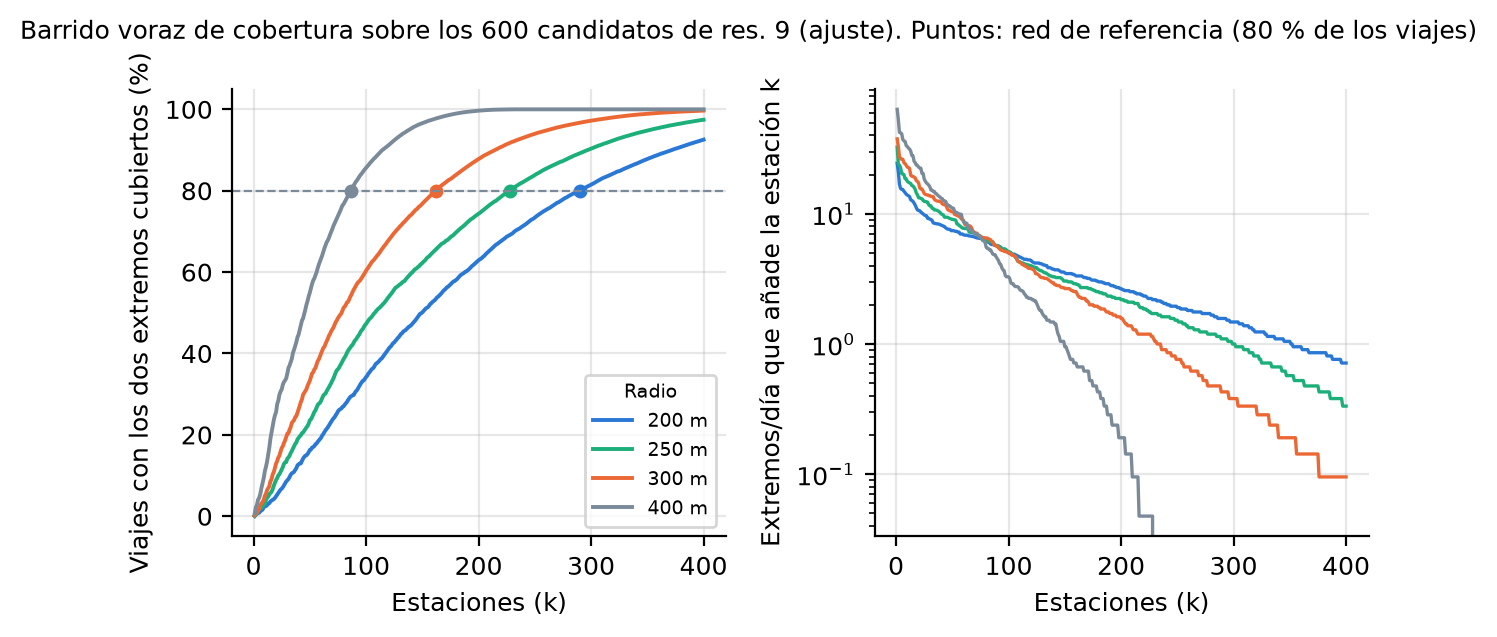 Barrido voraz de cobertura sobre los 600 candidatos de res. 9 (ajuste). Puntos: red de referencia (80 % de los viajes)
Viajes con los dos extremos cubiertos (%)
100
80
60
40
20
0
Radio
200 m
250 m
300 m
400 m
0 100 200 300 400
Estaciones (k)
Extremos/día que añade la estación k
10¹
10⁰
10⁻¹
0 100 200 300 400
Estaciones (k)